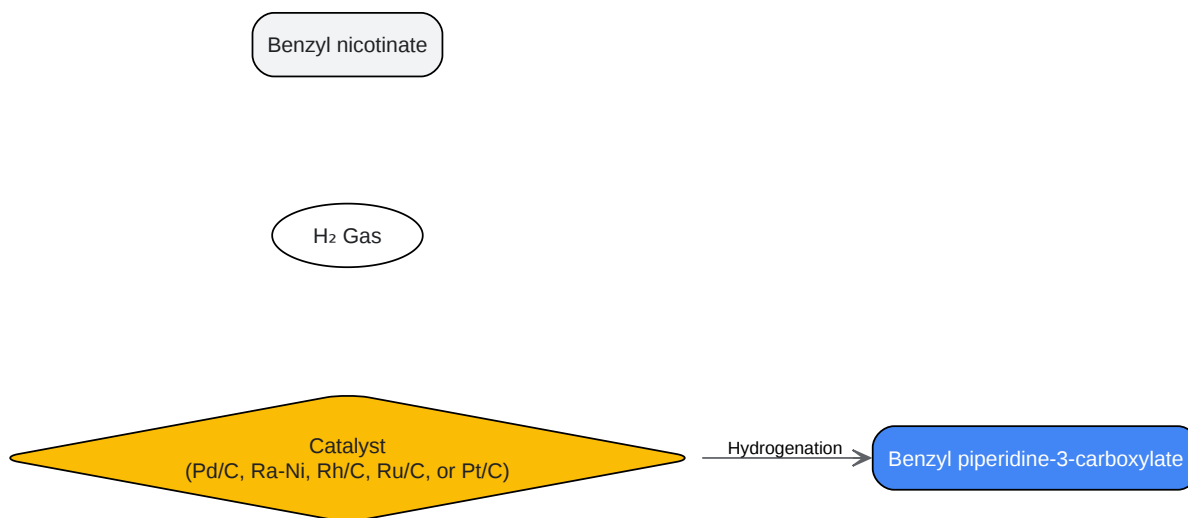 Benzyl nicotinate
H₂ Gas
Catalyst
(Pd/C, Ra-Ni, Rh/C, Ru/C, or Pt/C)
Hydrogenation
Benzyl piperidine-3-carboxylate